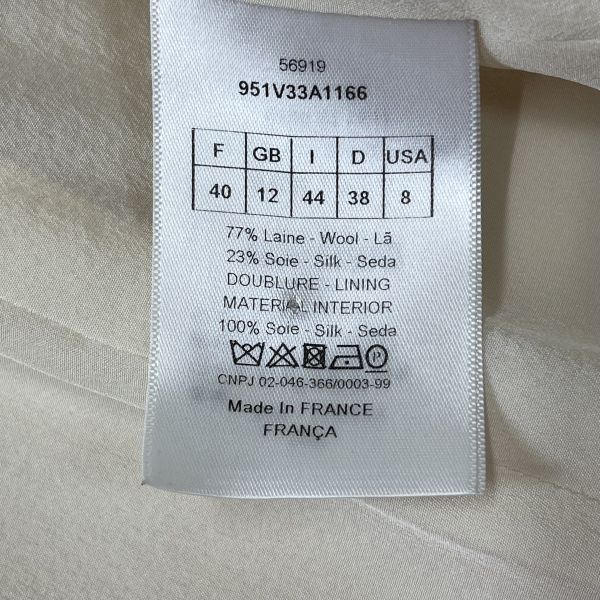 56919
951V33A1166
F GB I D USA
40 12 44 38 8
77% Laine - Wool - Lã
23% Soie - Silk - Seda
DOUBLURE - LINING
MATERIAL INTERIOR
100% Soie - Silk - Seda
P
CNPJ 02-046-366/0003-99
Made In FRANCE
FRANÇA